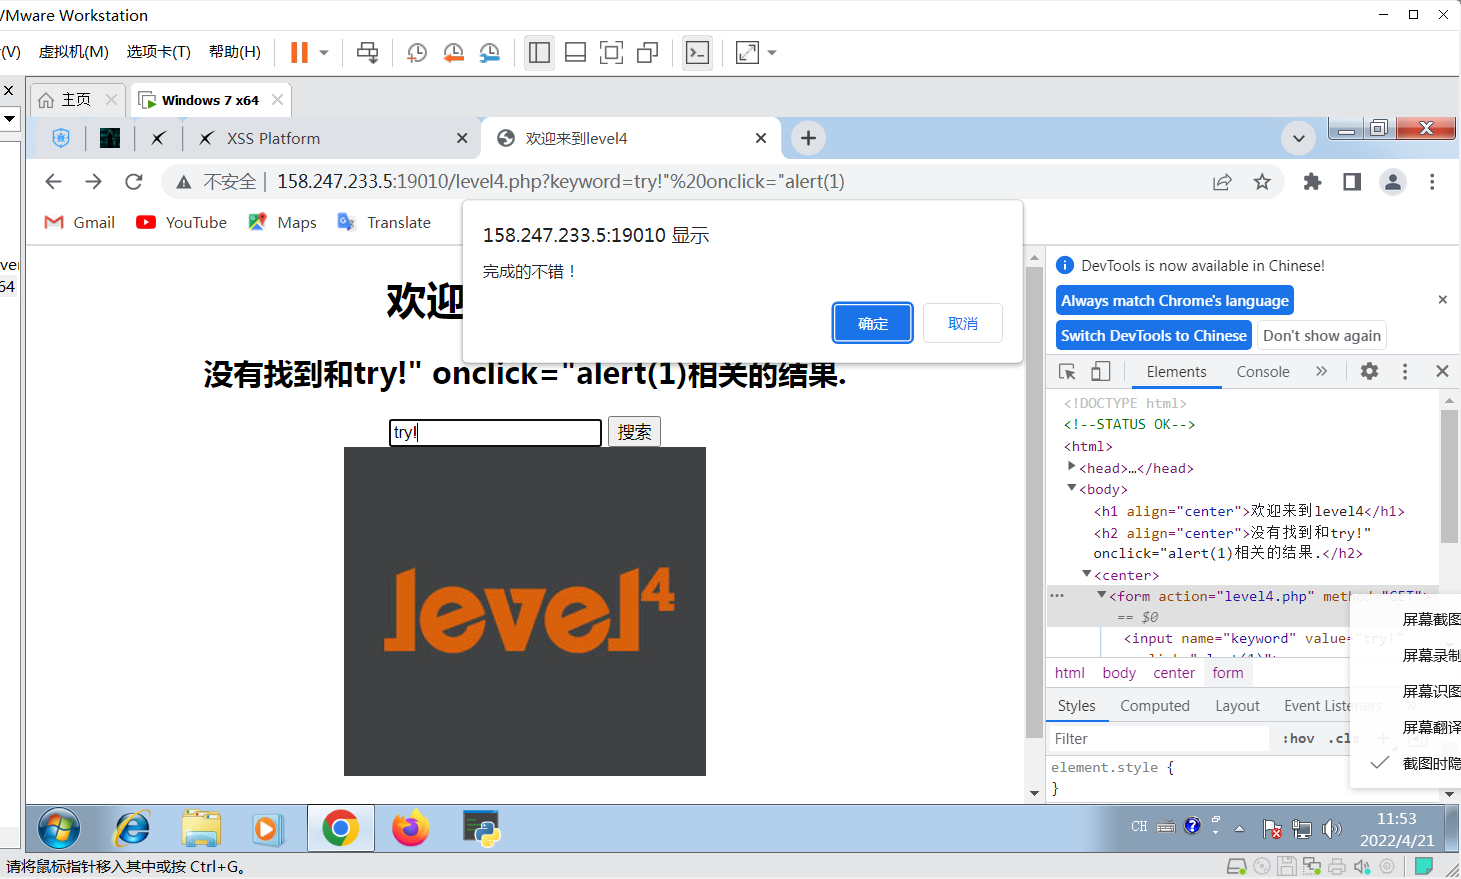 VMware Workstation
(V) 虚拟机(M) 选项卡(T) 帮助(H)
主页 Windows 7 x64
XSS Platform 欢迎来到level4
不安全 158.247.233.5:19010/level4.php?keyword=try!"%20onclick="alert(1)
Gmail YouTube Maps Translate
158.247.233.5:19010 显示
完成的不错！
确定 取消
ver
64
欢迎
没有找到和try!" onclick="alert(1)相关的结果.
try! 搜索
level4
DevTools is now available in Chinese!
Always match Chrome's language
Switch DevTools to Chinese Don't show again
Elements Console »
<!DOCTYPE html>
<!--STATUS OK-->
<html>
<head>…</head>
<body>
<h1 align="center">欢迎来到level4</h1>
<h2 align="center">没有找到和try!"
onclick="alert(1)相关的结果.</h2>
<center>
<form action="level4.php" method="GET">
== $0
<input name="keyword" value="try!"
html body center form
Styles Computed Layout Event Listeners »
Filter :hov .cls
element.style {
}
屏幕截图
屏幕录制
屏幕识图
屏幕翻译
截图时隐
CH
11:53
2022/4/21
请将鼠标指针移入其中或按 Ctrl+G。